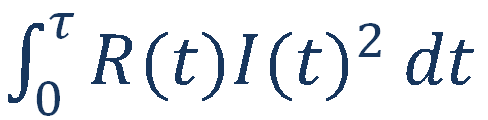 ∫₀^τ R(t)I(t)² dt